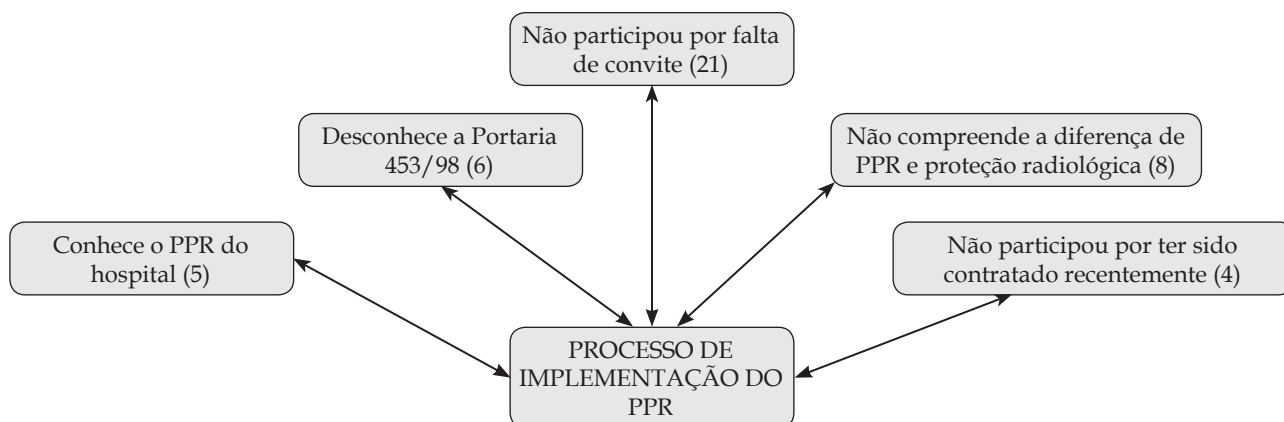 Não participou por falta
de convite (21)
Desconhece a Portaria
453/98 (6)
Não compreende a diferença de
PPR e proteção radiológica (8)
Conhece o PPR do
hospital (5)
Não participou por ter sido
contratado recentemente (4)
PROCESSO DE
IMPLEMENTAÇÃO DO
PPR